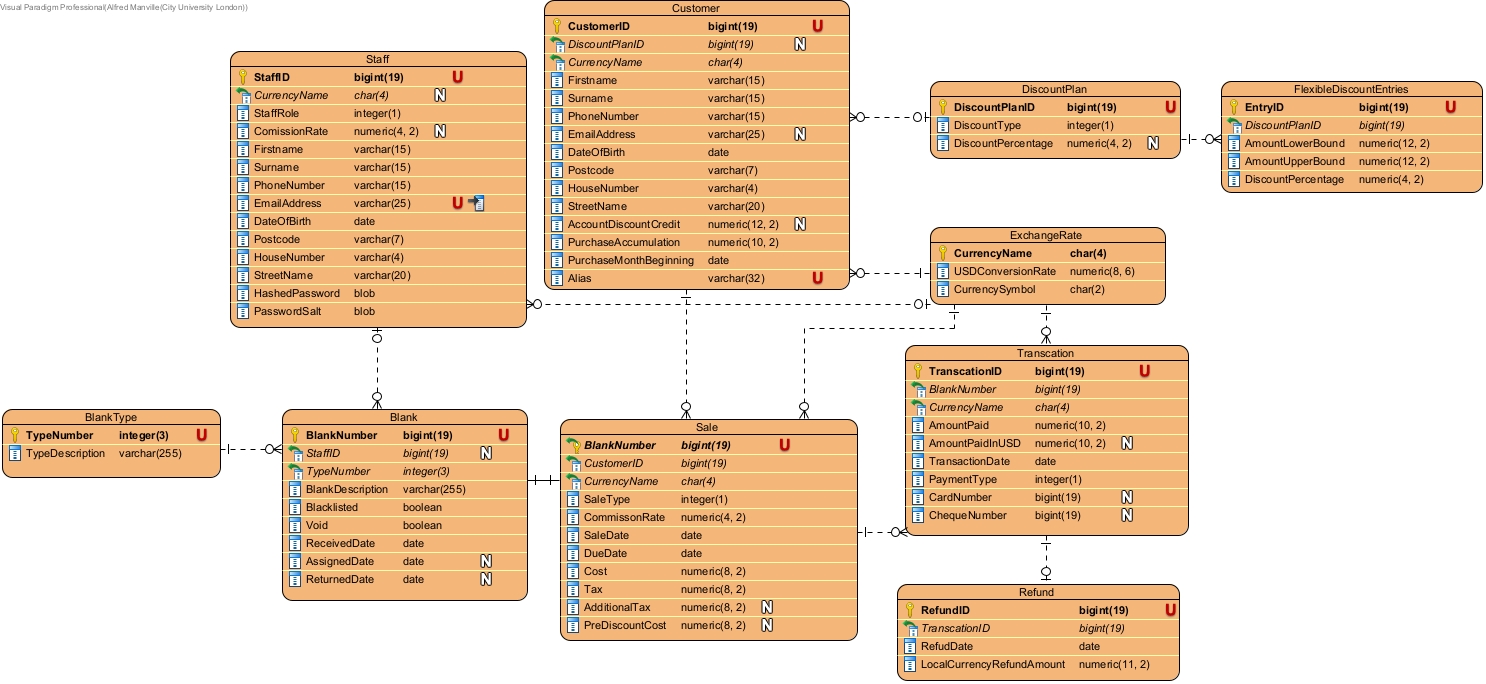 Visual Paradigm Professional(Alfred Manville(City University London))
Customer
CustomerID bigint(19) U
DiscountPlanID bigint(19) N
CurrencyName char(4)
Firstname varchar(15)
Surname varchar(15)
PhoneNumber varchar(15)
EmailAddress varchar(25) N
DateOfBirth date
Postcode varchar(7)
HouseNumber varchar(4)
StreetName varchar(20)
AccountDiscountCredit numeric(12, 2) N
PurchaseAccumulation numeric(10, 2)
PurchaseMonthBeginning date
Alias varchar(32) U
Staff
StaffID bigint(19) U
CurrencyName char(4) N
StaffRole integer(1)
ComissionRate numeric(4, 2) N
Firstname varchar(15)
Surname varchar(15)
PhoneNumber varchar(15)
EmailAddress varchar(25) U
DateOfBirth date
Postcode varchar(7)
HouseNumber varchar(4)
StreetName varchar(20)
HashedPassword blob
PasswordSalt blob
DiscountPlan
DiscountPlanID bigint(19) U
DiscountType integer(1)
DiscountPercentage numeric(4, 2) N
FlexibleDiscountEntries
EntryID bigint(19) U
DiscountPlanID bigint(19)
AmountLowerBound numeric(12, 2)
AmountUpperBound numeric(12, 2)
DiscountPercentage numeric(4, 2)
ExchangeRate
CurrencyName char(4)
USDConversionRate numeric(8, 6)
CurrencySymbol char(2)
Transcation
TranscationID bigint(19) U
BlankNumber bigint(19)
CurrencyName char(4)
AmountPaid numeric(10, 2)
AmountPaidInUSD numeric(10, 2) N
TransactionDate date
PaymentType integer(1)
CardNumber bigint(19) N
ChequeNumber bigint(19) N
BlankType
TypeNumber integer(3) U
TypeDescription varchar(255)
Blank
BlankNumber bigint(19) U
StaffID bigint(19) N
TypeNumber integer(3)
BlankDescription varchar(255)
Blacklisted boolean
Void boolean
ReceivedDate date
AssignedDate date N
ReturnedDate date N
Sale
BlankNumber bigint(19) U
CustomerID bigint(19)
CurrencyName char(4)
SaleType integer(1)
CommissonRate numeric(4, 2)
SaleDate date
DueDate date
Cost numeric(8, 2)
Tax numeric(8, 2)
AdditionalTax numeric(8, 2) N
PreDiscountCost numeric(8, 2) N
Refund
RefundID bigint(19) U
TranscationID bigint(19)
RefudDate date
LocalCurrencyRefundAmount numeric(11, 2)